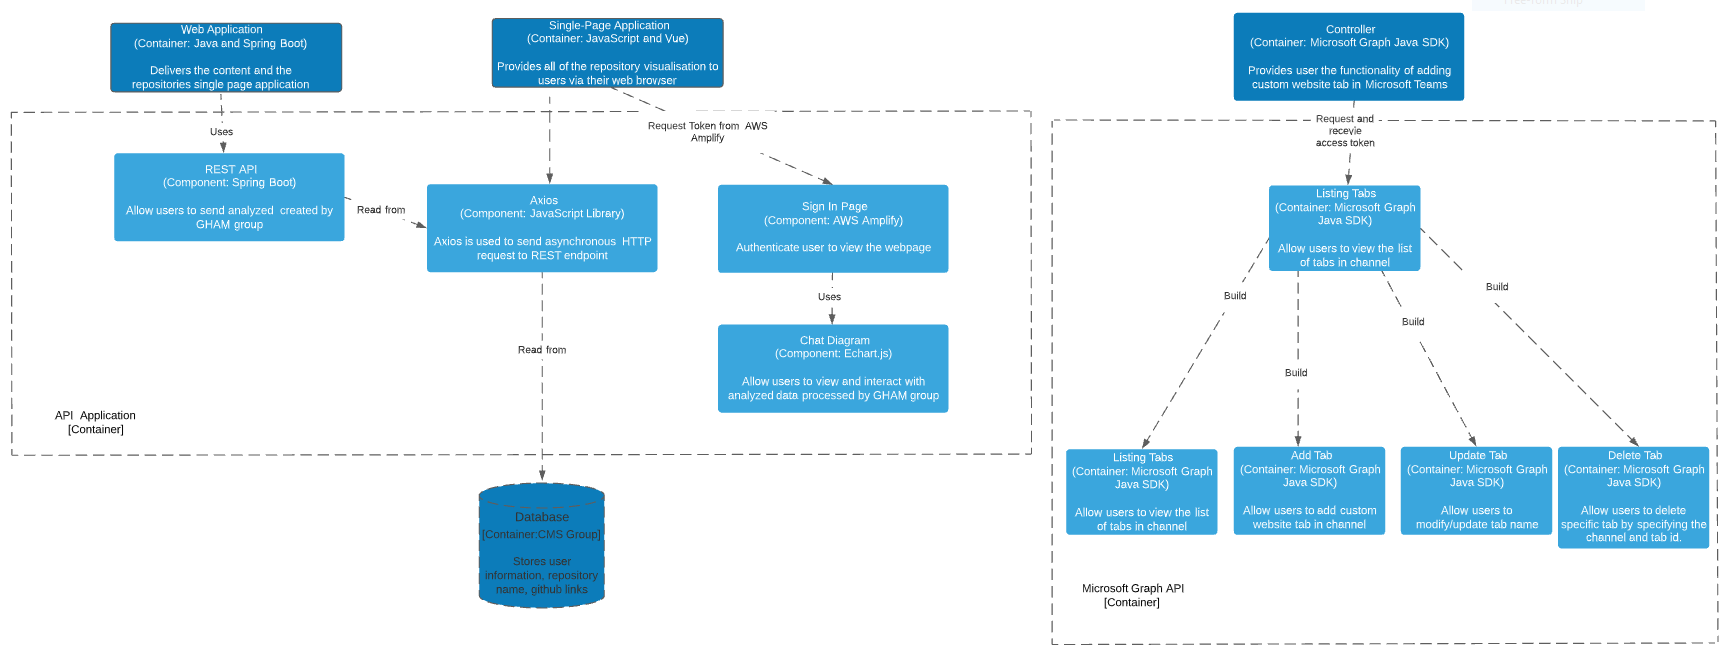 Free-form ship
Web Application
(Container: Java and Spring Boot)
Delivers the content and the
repositories single page application
Single-Page Application
(Container: JavaScript and Vue)
Provides all of the repository visualisation to
users via their web browser
Controller
(Container: Microsoft Graph Java SDK)
Provides user the functionality of adding
custom website tab in Microsoft Teams
Uses
Request Token from AWS
Amplify
Request and
recevie
access token
REST API
(Component: Spring Boot)
Allow users to send analyzed created by
GHAM group
Read from
Axios
(Component: JavaScript Library)
Axios is used to send asynchronous HTTP
request to REST endpoint
Sign In Page
(Component: AWS Amplify)
Authenticate user to view the webpage
Uses
Chat Diagram
(Component: Echart.js)
Allow users to view and interact with
analyzed data processed by GHAM group
Read from
API Application
[Container]
Database
[Container:CMS Group]
Stores user
information, repository
name, github links
Listing Tabs
(Container: Microsoft Graph
Java SDK)
Allow users to view the list
of tabs in channel
Build
Build
Build
Build
Listing Tabs
(Container: Microsoft Graph
Java SDK)
Allow users to view the list
of tabs in channel
Add Tab
(Container: Microsoft Graph
Java SDK)
Allow users to add custom
website tab in channel
Update Tab
(Container: Microsoft Graph
Java SDK)
Allow users to
modify/update tab name
Delete Tab
(Container: Microsoft Graph
Java SDK)
Allow users to delete
specific tab by specifying the
channel and tab id.
Microsoft Graph API
[Container]